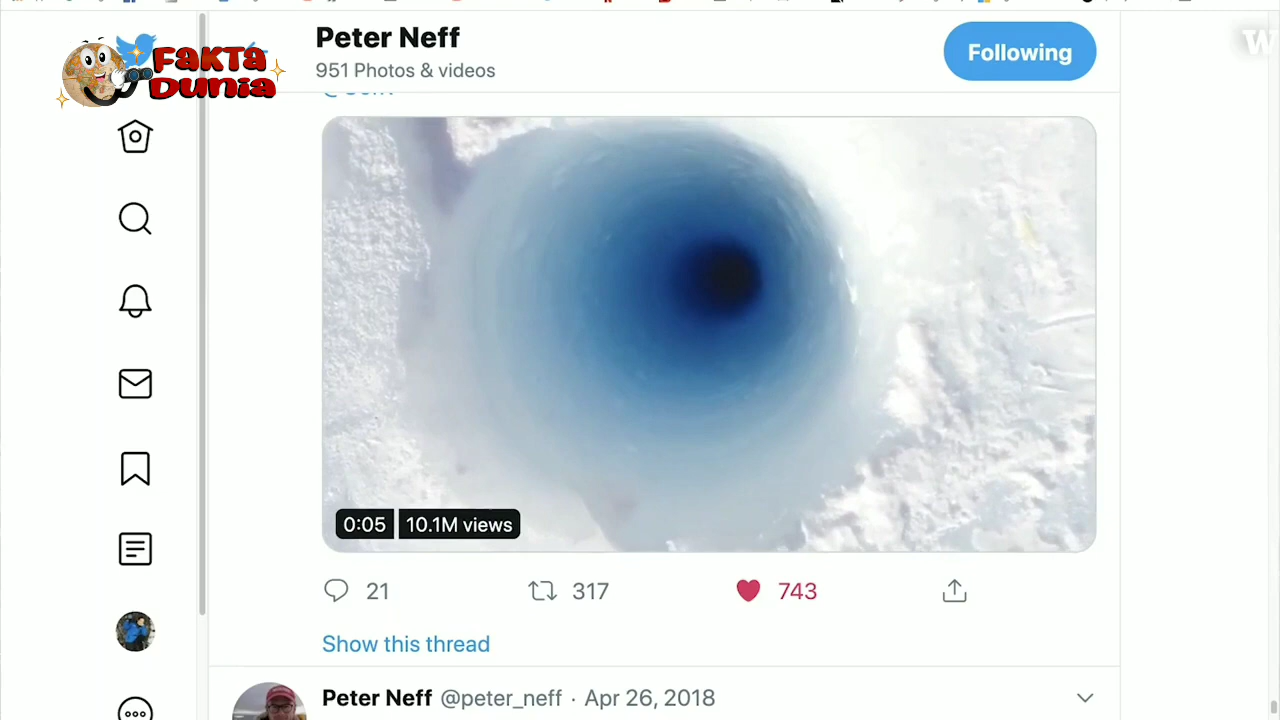 Peter Neff
951 Photos & videos
Following
W
FAKTA
DUNIA
0:05
10.1M views
21
317
743
Show this thread
Peter Neff @peter_neff · Apr 26, 2018